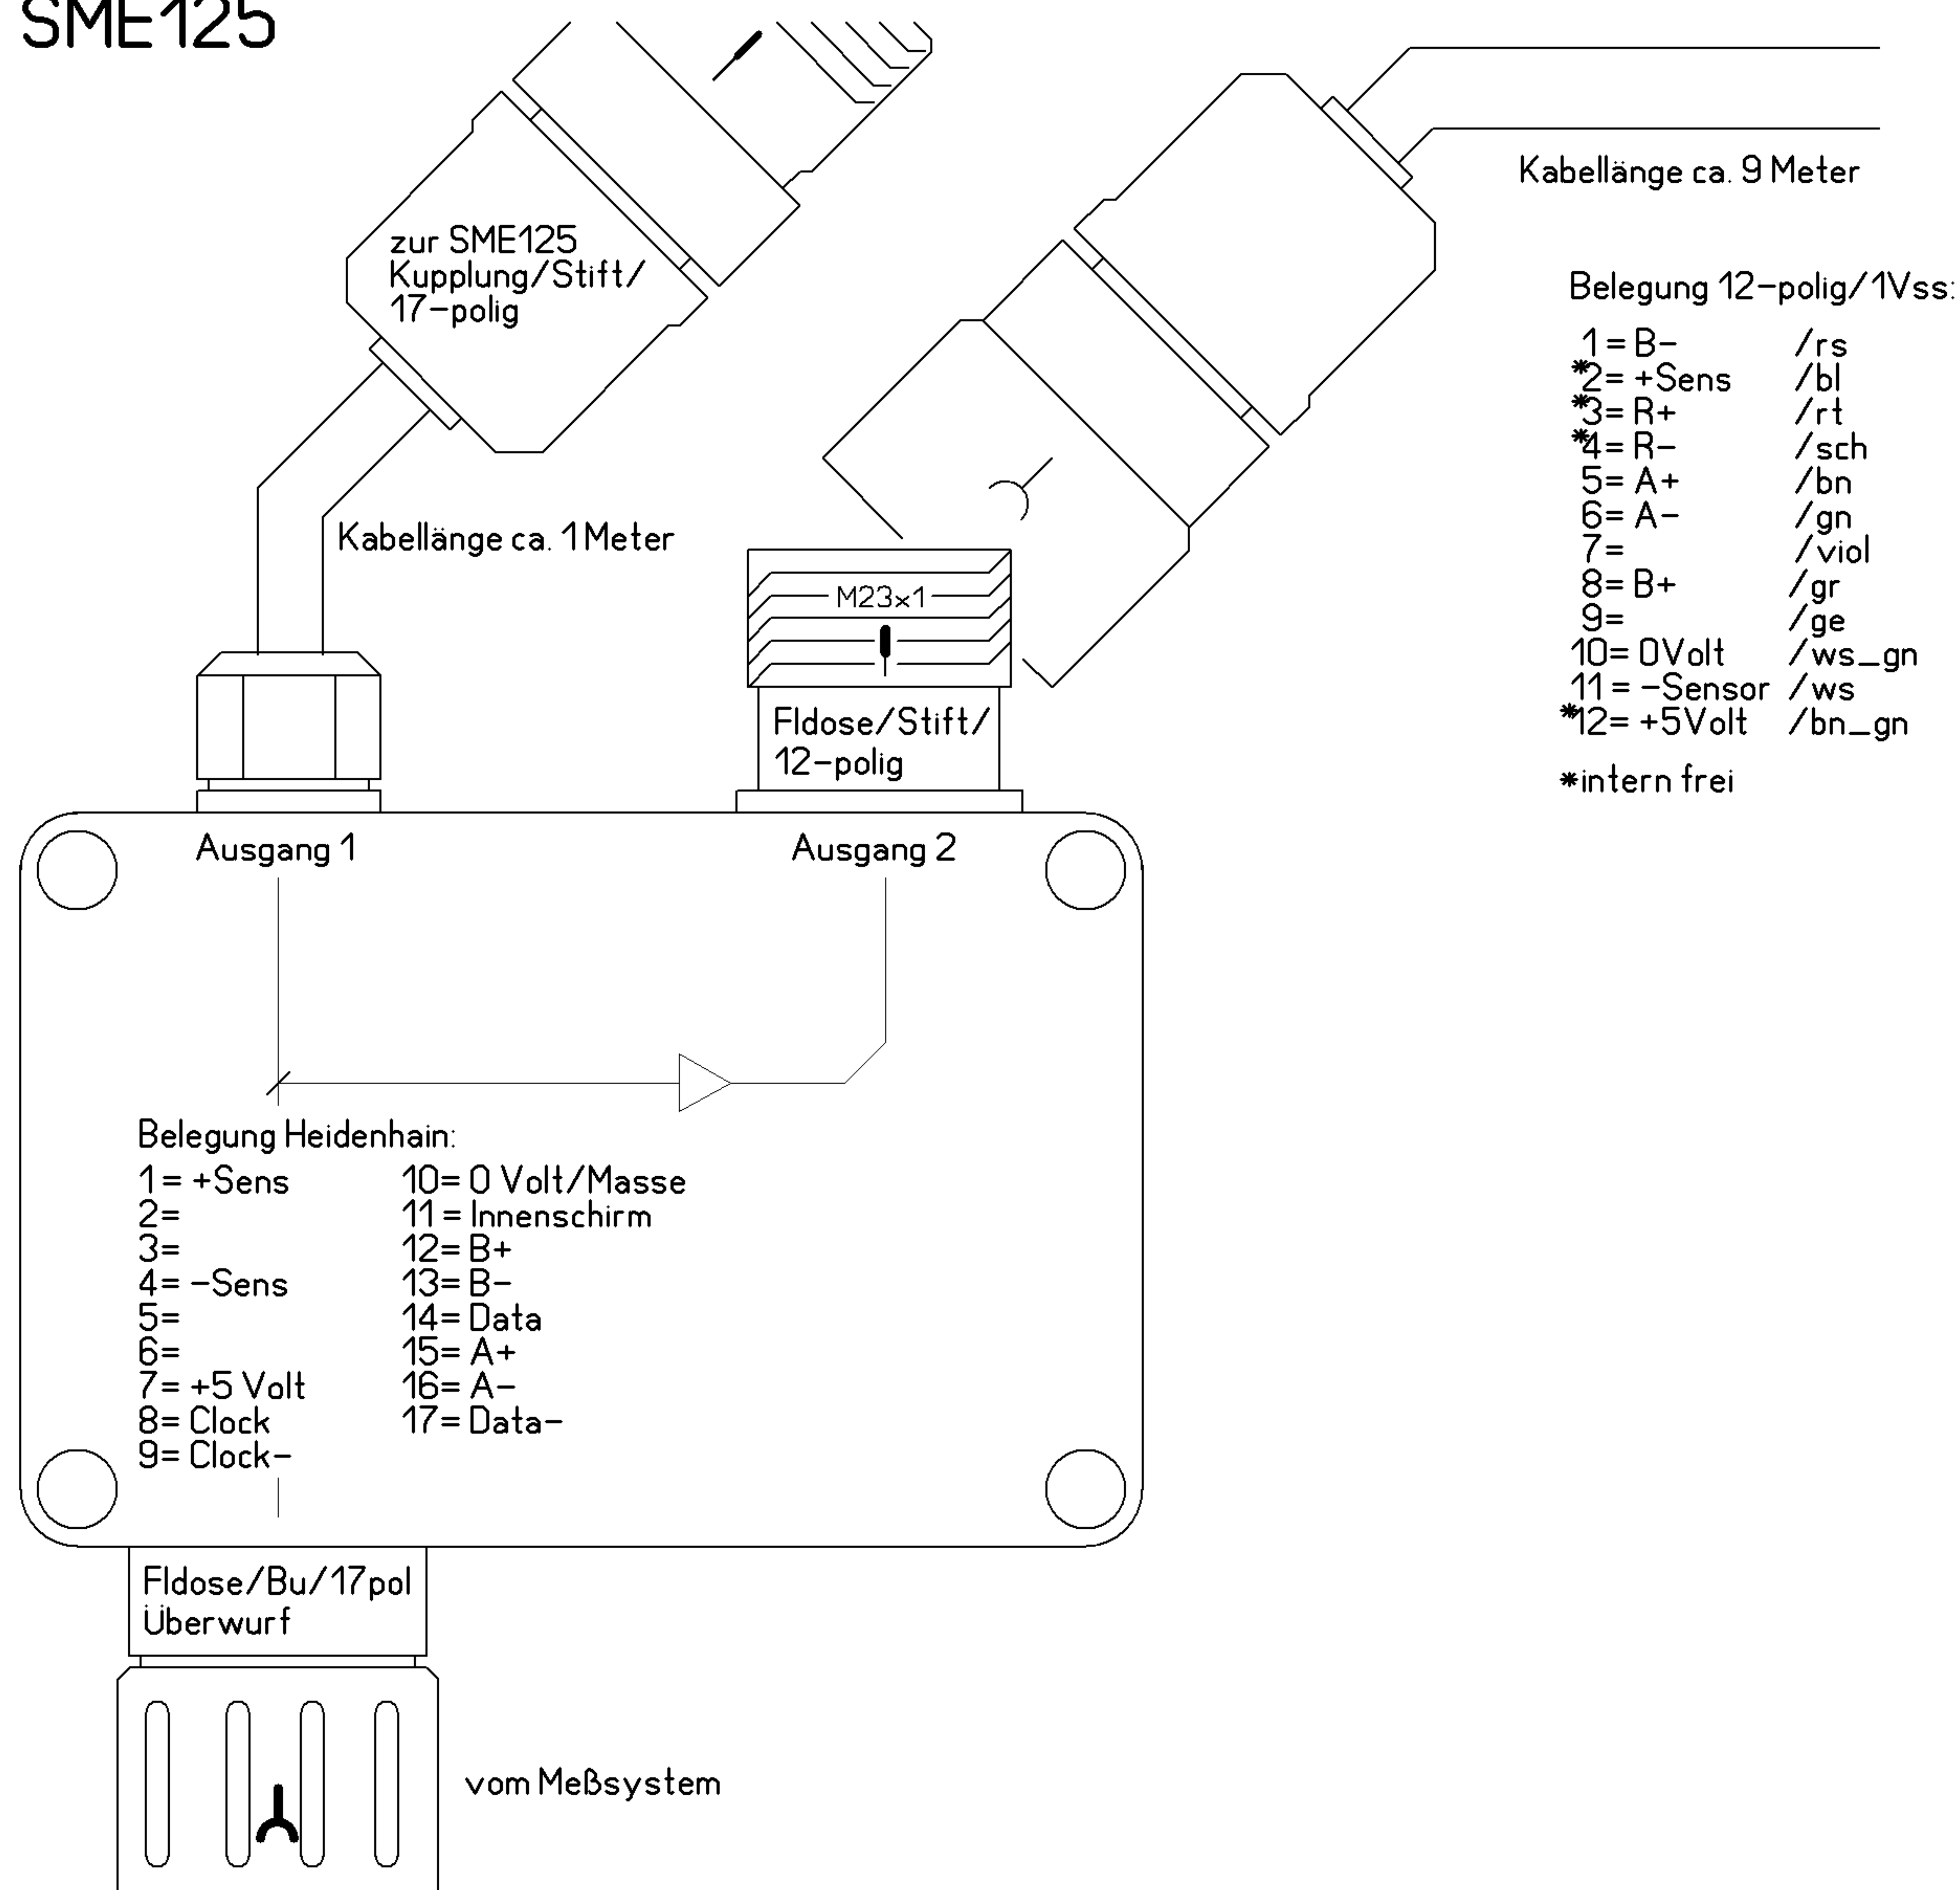 SME125
zur SME125
Kupplung/Stift/
17-polig
Kabellänge ca. 9 Meter
Belegung 12-polig/1Vss:
1= B- /rs
*2= +Sens /bl
*3= R+ /rt
*4= R- /sch
5= A+ /bn
6= A- /gn
7= /viol
8= B+ /gr
9= /ge
10= 0Volt /ws_gn
11= -Sensor /ws
*12= +5Volt /bn_gn
*intern frei
Kabellänge ca. 1 Meter
M23x1
Fldose/Stift/
12-polig
Ausgang 1 Ausgang 2
Belegung Heidenhain:
1= +Sens 10= 0 Volt/Masse
2= 11= Innenschirm
3= 12= B+
4= -Sens 13= B-
5= 14= Data
6= 15= A+
7= +5 Volt 16= A-
8= Clock 17= Data-
9= Clock-
Fldose/Bu/17pol
Überwurf
vom Meßsystem